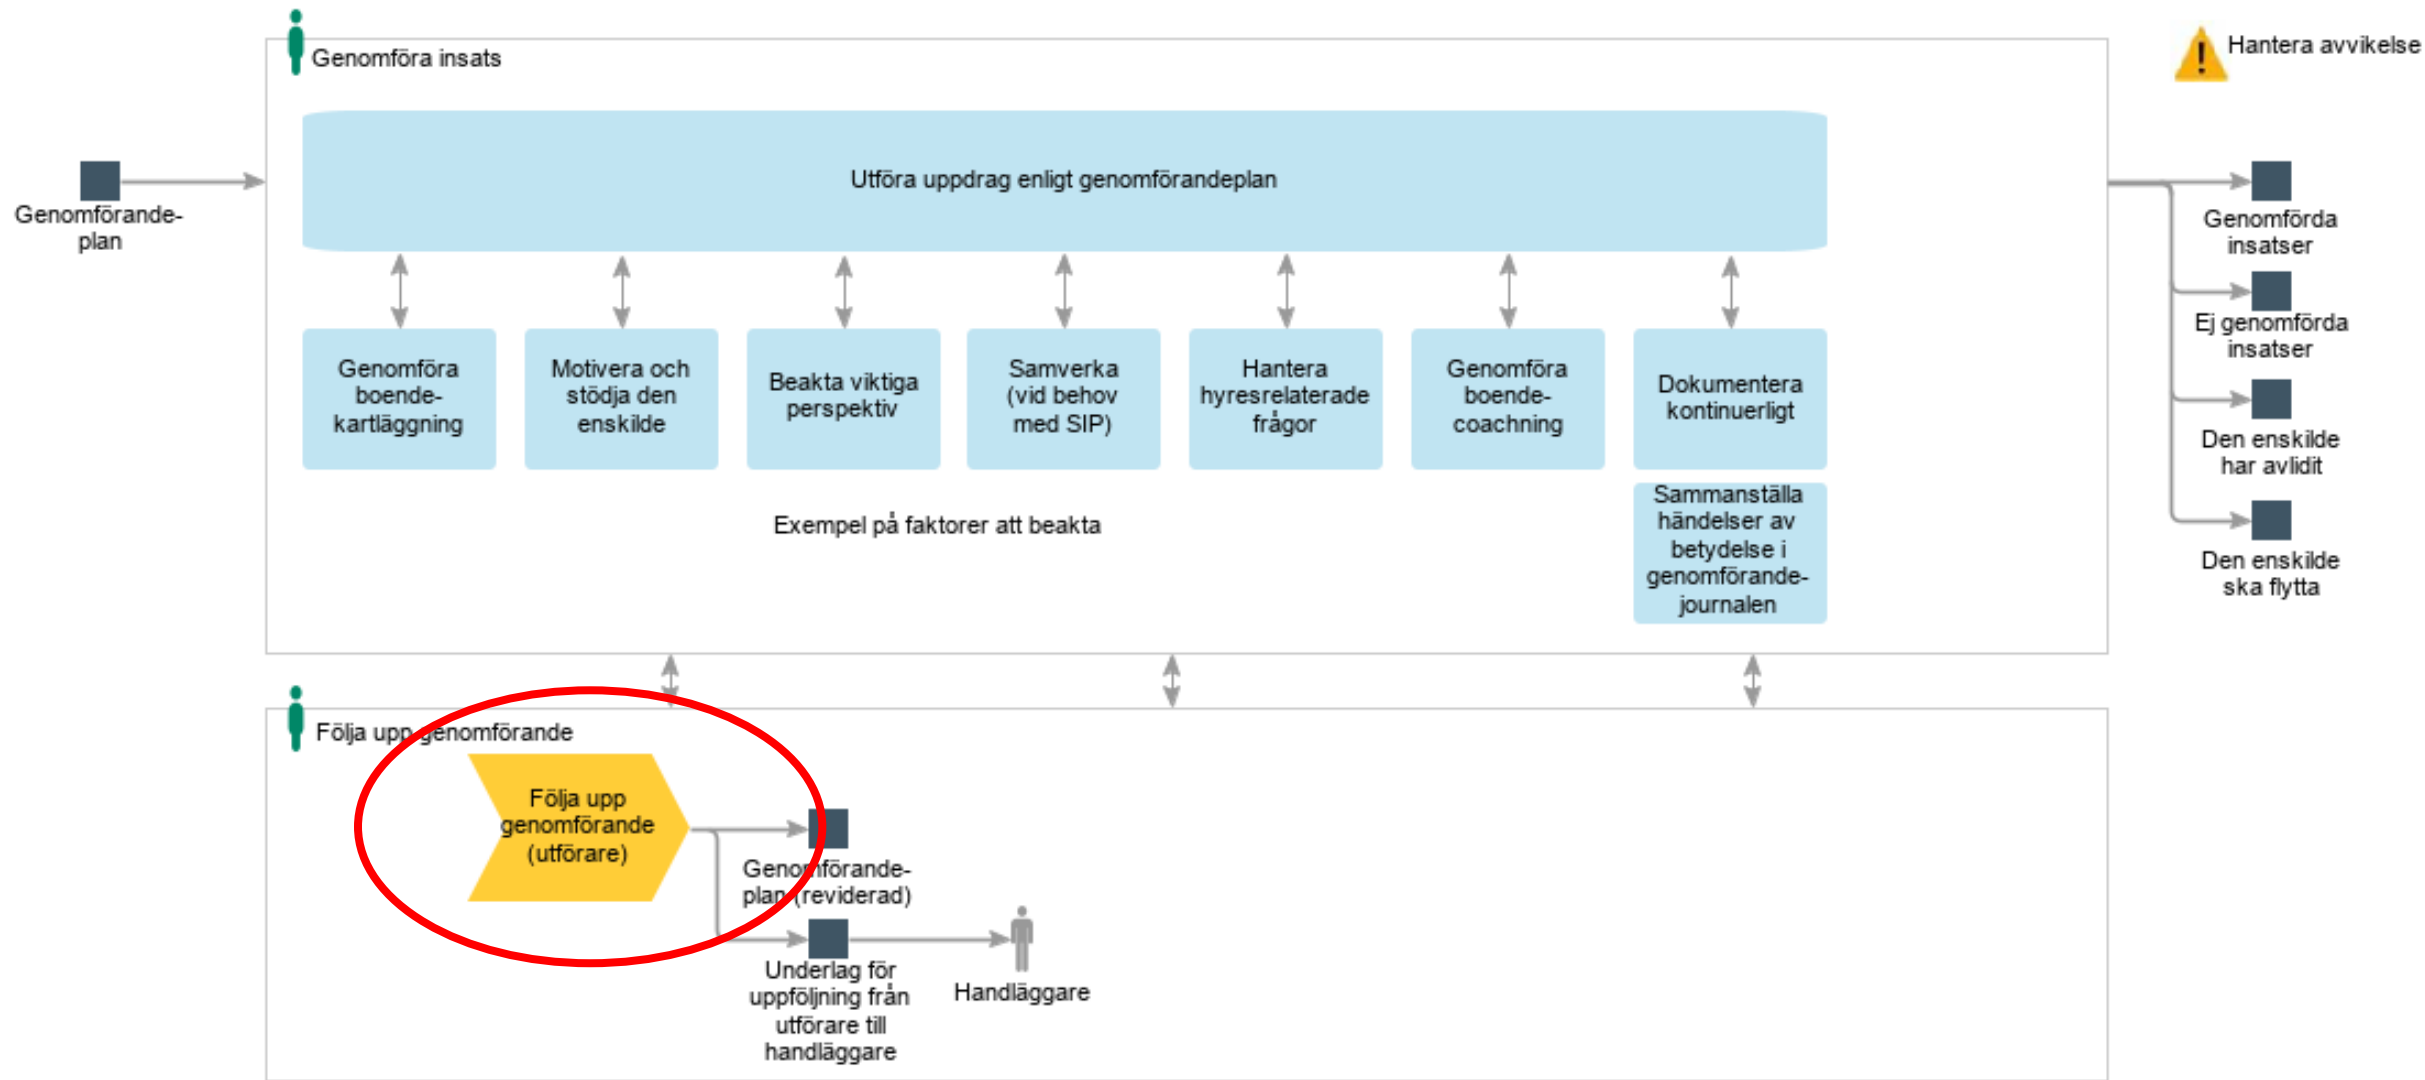 Genomföra insats
Hantera avvikelse
Utföra uppdrag enligt genomförandeplan
Genomförande-
plan
Genomföra
boende-
kartläggning
Motivera och
stödja den
enskilde
Beakta viktiga
perspektiv
Samverka
(vid behov
med SIP)
Hantera
hyresrelaterade
frågor
Genomföra
boende-
coachning
Dokumentera
kontinuerligt
Exempel på faktorer att beakta
Sammanställa
händelser av
betydelse i
genomförande-
journalen
Genomförda
insatser
Ej genomförda
insatser
Den enskilde
har avlidit
Den enskilde
ska flytta
Följa upp genomförande
Följa upp
genomförande
(utförare)
Genomförande-
plan (reviderad)
Underlag för
uppföljning från
utförare till
handläggare
Handläggare